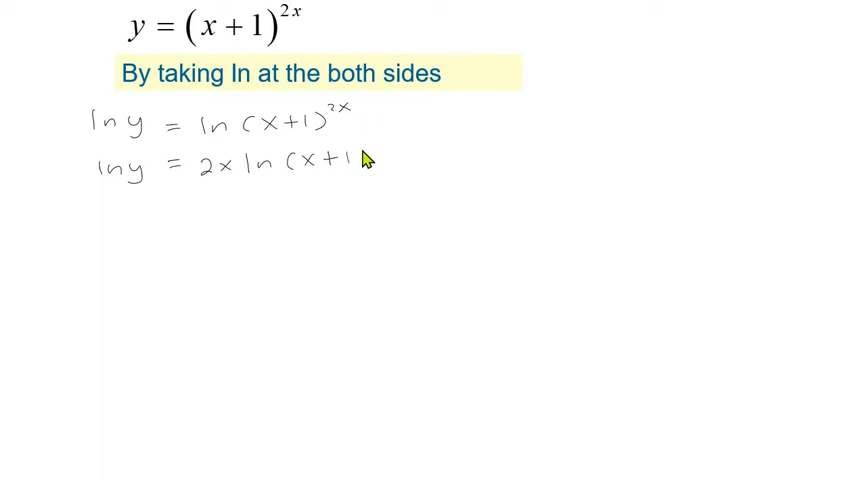 y = (x + 1)^{2x}
By taking ln at the both sides
ln y = ln (x+1)^{2x}
ln y = 2x ln (x+1